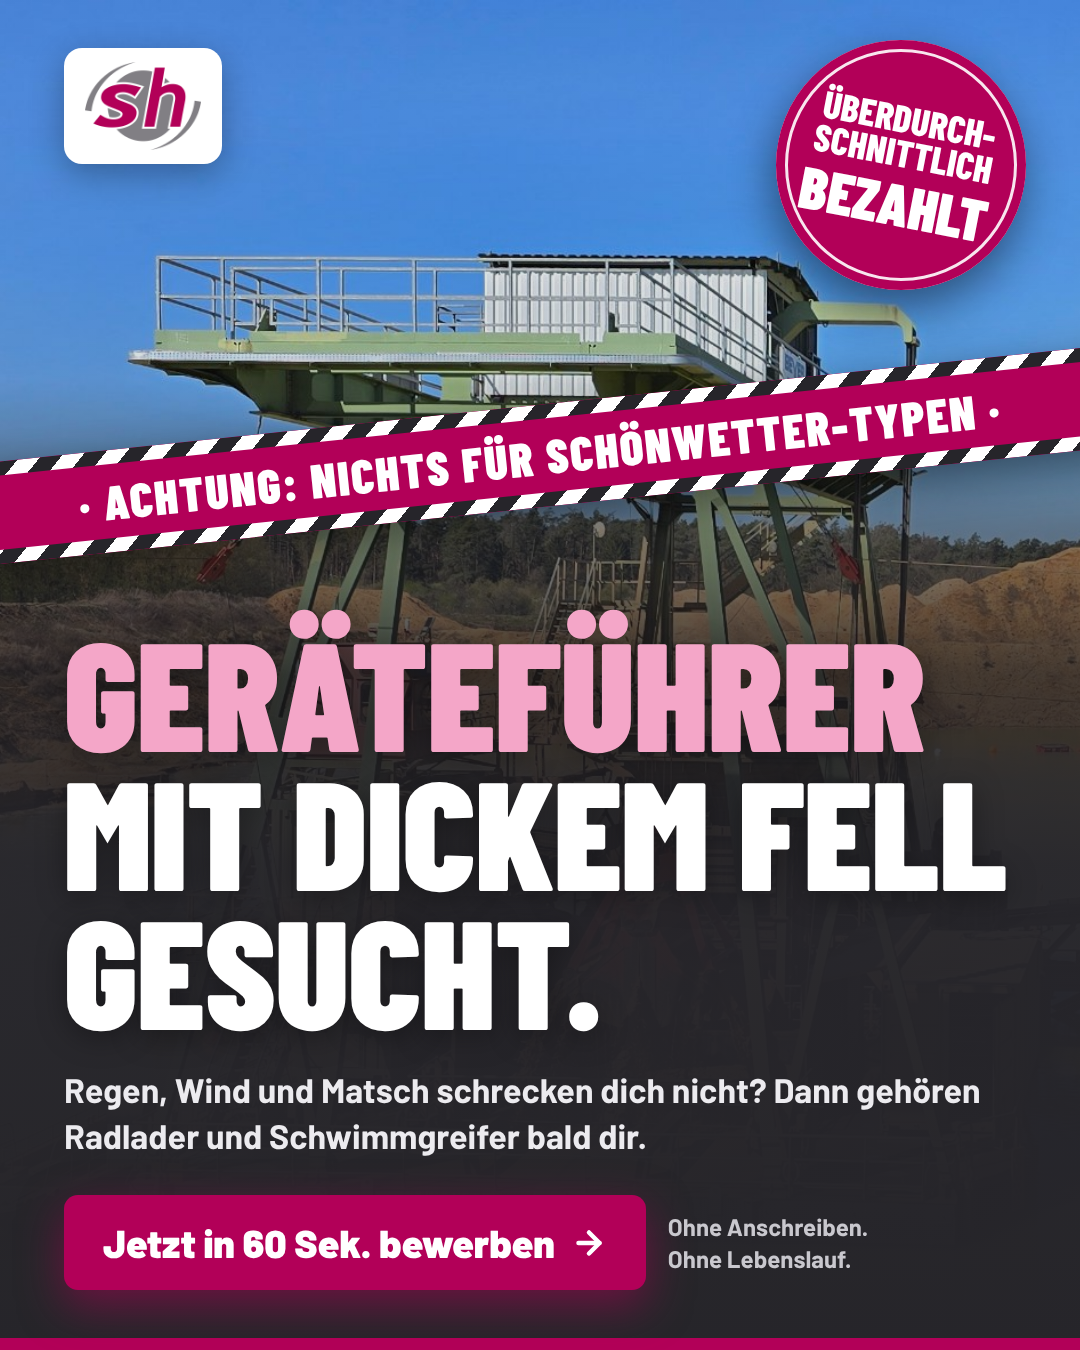 sh
ÜBERDURCH-
SCHNITTLICH
BEZAHLT
· ACHTUNG: NICHTS FÜR SCHÖNWETTER-TYPEN ·
GERÄTEFÜHRER
MIT DICKEM FELL
GESUCHT.
Regen, Wind und Matsch schrecken dich nicht? Dann gehören
Radlader und Schwimmgreifer bald dir.
Jetzt in 60 Sek. bewerben →
Ohne Anschreiben.
Ohne Lebenslauf.